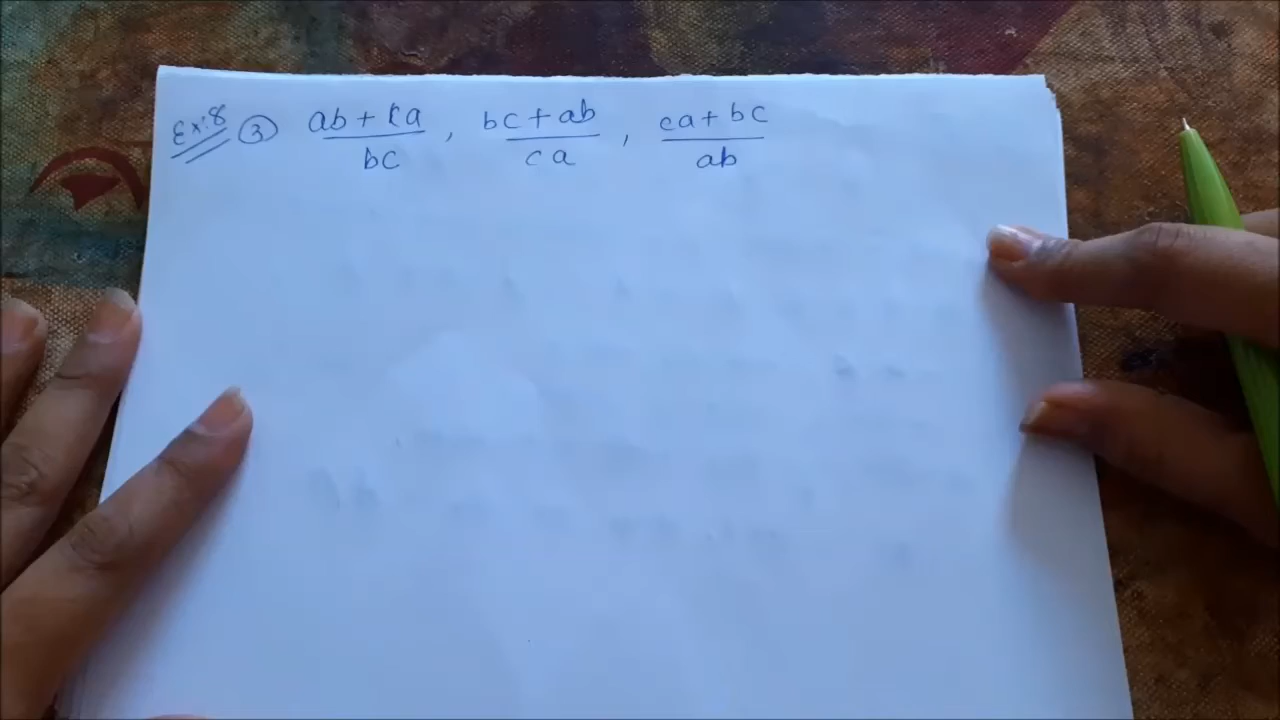 Ex:8 ③ ab + ca / bc , bc + ab / ca , ca + bc / ab